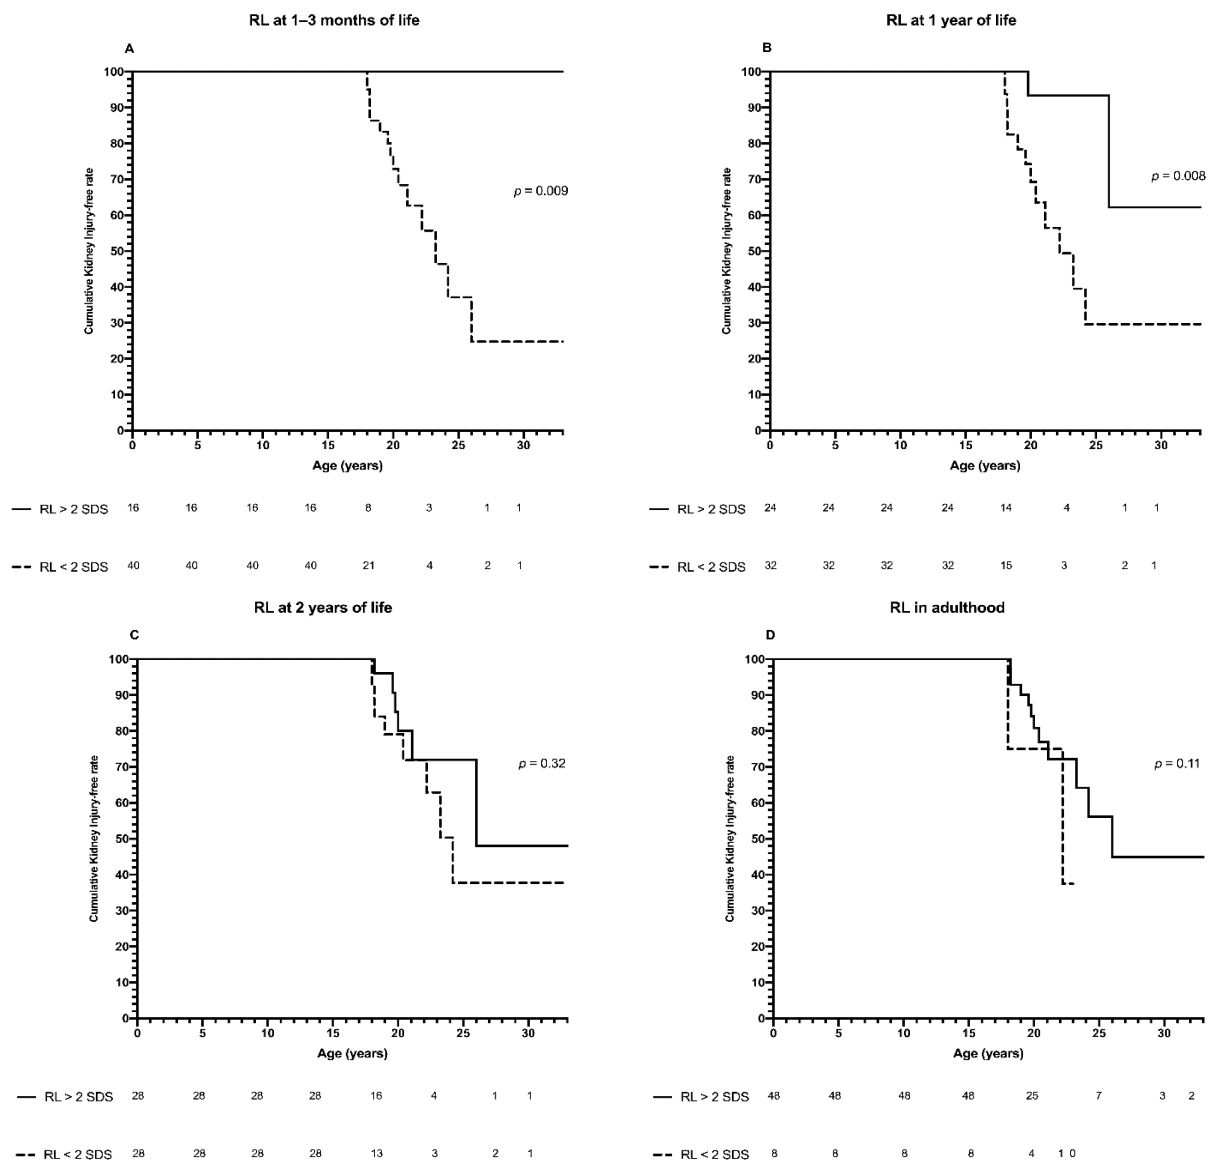 RL at 1–3 months of life
A
100
90
80
70
60
50
40
30
20
10
0
Cumulative Kidney Injury-free rate
p = 0.009
0 5 10 15 20 25 30
Age (years)
RL > 2 SDS 16 16 16 16 8 3 1 1
RL < 2 SDS 40 40 40 40 21 4 2 1
RL at 1 year of life
B
100
90
80
70
60
50
40
30
20
10
0
Cumulative Kidney Injury-free rate
p = 0.008
0 5 10 15 20 25 30
Age (years)
RL > 2 SDS 24 24 24 24 14 4 1 1
RL < 2 SDS 32 32 32 32 15 3 2 1
RL at 2 years of life
C
100
90
80
70
60
50
40
30
20
10
0
Cumulative Kidney Injury-free rate
p = 0.32
0 5 10 15 20 25 30
Age (years)
RL > 2 SDS 28 28 28 28 16 4 1 1
RL < 2 SDS 28 28 28 28 13 3 2 1
RL in adulthood
D
100
90
80
70
60
50
40
30
20
10
0
Cumulative Kidney Injury-free rate
p = 0.11
0 5 10 15 20 25 30
Age (years)
RL > 2 SDS 48 48 48 48 25 7 3 2
RL < 2 SDS 8 8 8 8 4 1 0